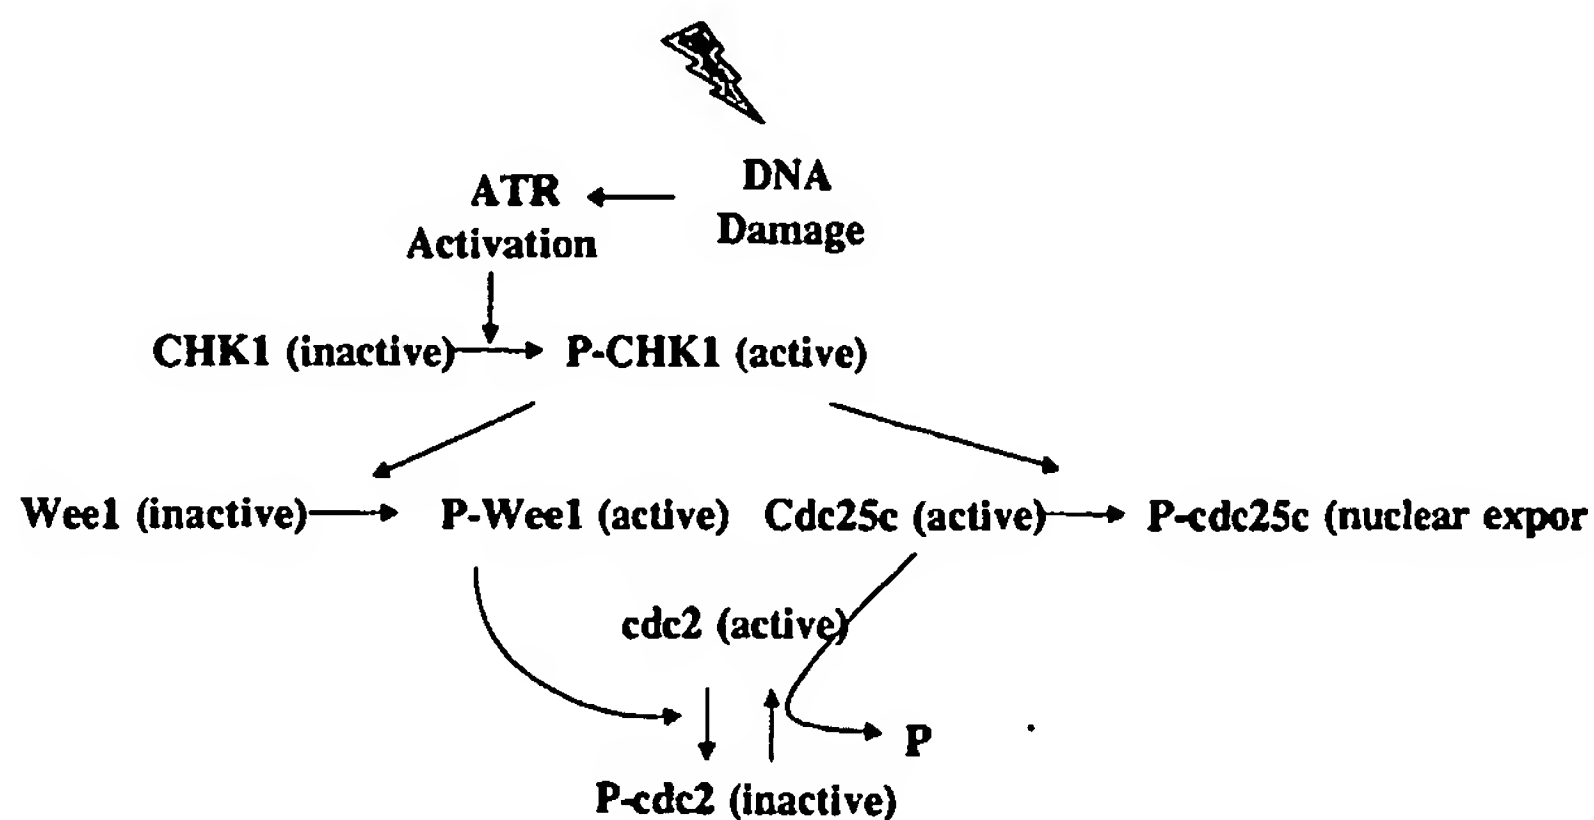 DNA
Damage
ATR
Activation
CHK1 (inactive) P-CHK1 (active)
Wee1 (inactive) P-Wee1 (active) Cdc25c (active) P-cdc25c (nuclear expor
cdc2 (active)
P
P-cdc2 (inactive)